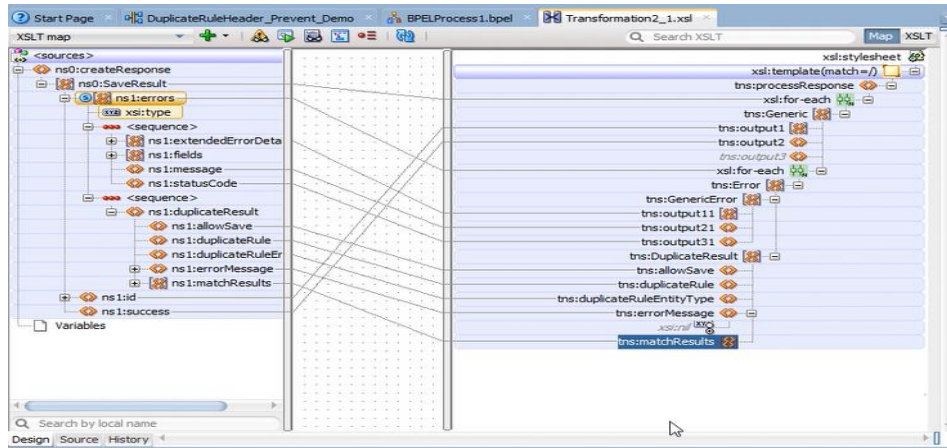 Start Page DuplicateRuleHeader_Prevent_Demo BPELProcess1.bpel Transformation2_1.xsl
XSLT map Search XSLT Map XSLT
<sources>
ns0:createResponse
ns0:SaveResult
ns1:errors
xsi:type
<sequence>
ns1:extendedErrorDeta
ns1:fields
ns1:message
ns1:statusCode
<sequence>
ns1:duplicateResult
ns1:allowSave
ns1:duplicateRule
ns1:duplicateRuleEr
ns1:errorMessage
ns1:matchResults
ns1:id
ns1:success
Variables
xsl:stylesheet
xsl:template(match=/)
tns:processResponse
xsl:for-each
tns:Generic
tns:output1
tns:output2
tns:output3
xsl:for-each
tns:Error
tns:GenericError
tns:output11
tns:output21
tns:output31
tns:DuplicateResult
tns:allowSave
tns:duplicateRule
tns:duplicateRuleEntityType
tns:errorMessage
xsi:nil
tns:matchResults
Search by local name
Design Source History